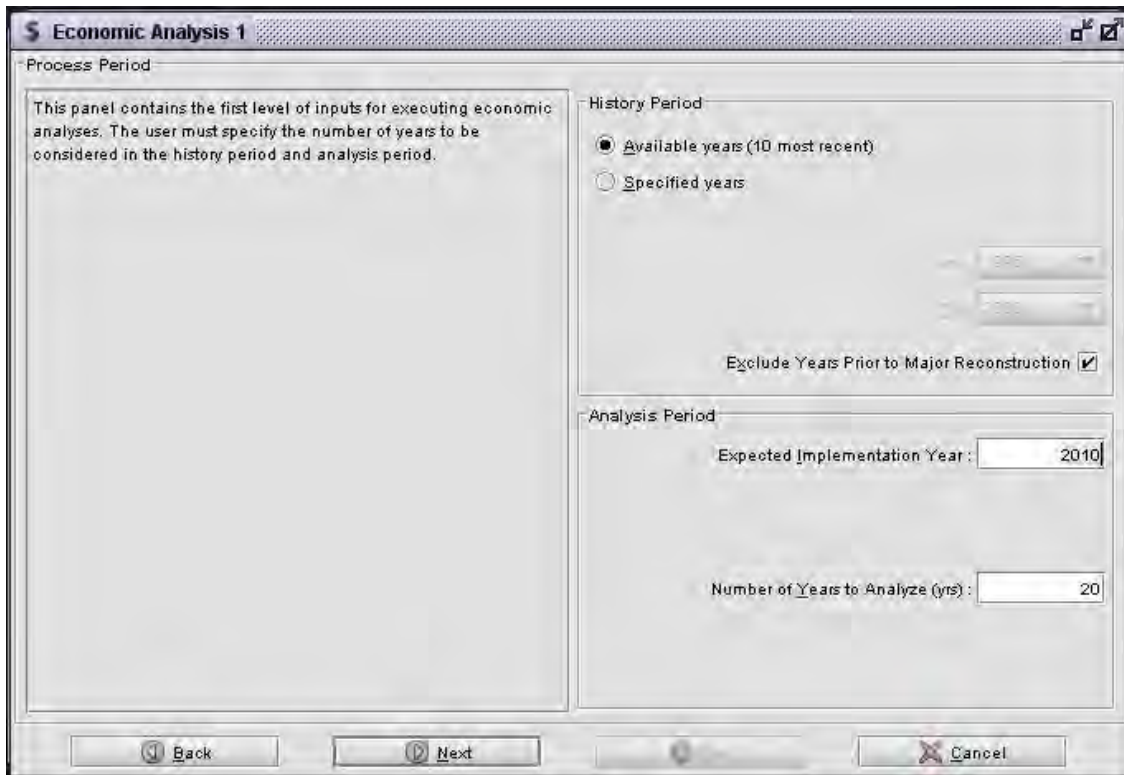 $ Economic Analysis 1
Process Period
This panel contains the first level of inputs for executing economic
analyses. The user must specify the number of years to be
considered in the history period and analysis period.
History Period
Available years (10 most recent)
Specified years
Exclude Years Prior to Major Reconstruction
Analysis Period
Expected Implementation Year : 2010
Number of Years to Analyze (yrs) : 20
Back
Next
Cancel